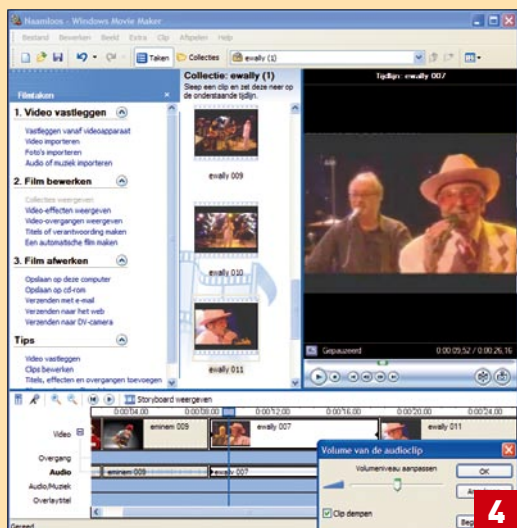 Naamloos - Windows Movie Maker
Bestand Bewerken Beeld Extra Clip Afspelen Help
Taken Collecties ewally (1)
Filmtaken
1. Video vastleggen
Vastleggen vanaf videoapparaat
Video importeren
Foto's importeren
Audio of muziek importeren
2. Film bewerken
Collecties weergeven
Video-effecten weergeven
Video-overgangen weergeven
Titels of verantwoording maken
Een automatische film maken
3. Film afwerken
Opslaan op deze computer
Opslaan op cd-rom
Verzenden met e-mail
Verzenden naar het web
Verzenden naar DV-camera
Tips
Video vastleggen
Clips bewerken
Titels, effecten en overgangen toevoegen
Collectie: ewally (1)
Sleep een clip en zet deze neer op
de onderstaande tijdlijn.
ewally 009
ewally 010
ewally 011
Tijdlijn: ewally 007
Gepauzeerd
0:00:09,52 / 0:00:26,16
Storyboard weergeven
0:00:04,00 0:00:08,00 0:00:12,00 0:00:16,00 0:00:20,00 0:00:24,00
Video eminem 009 ewally 007 ewally 011
Overgang
Audio eminem 009 ewally 007
Audio/Muziek
Overlaytitel
Gereed
Volume van de audioclip
Volumeniveau aanpassen
OK
Clip dempen
4